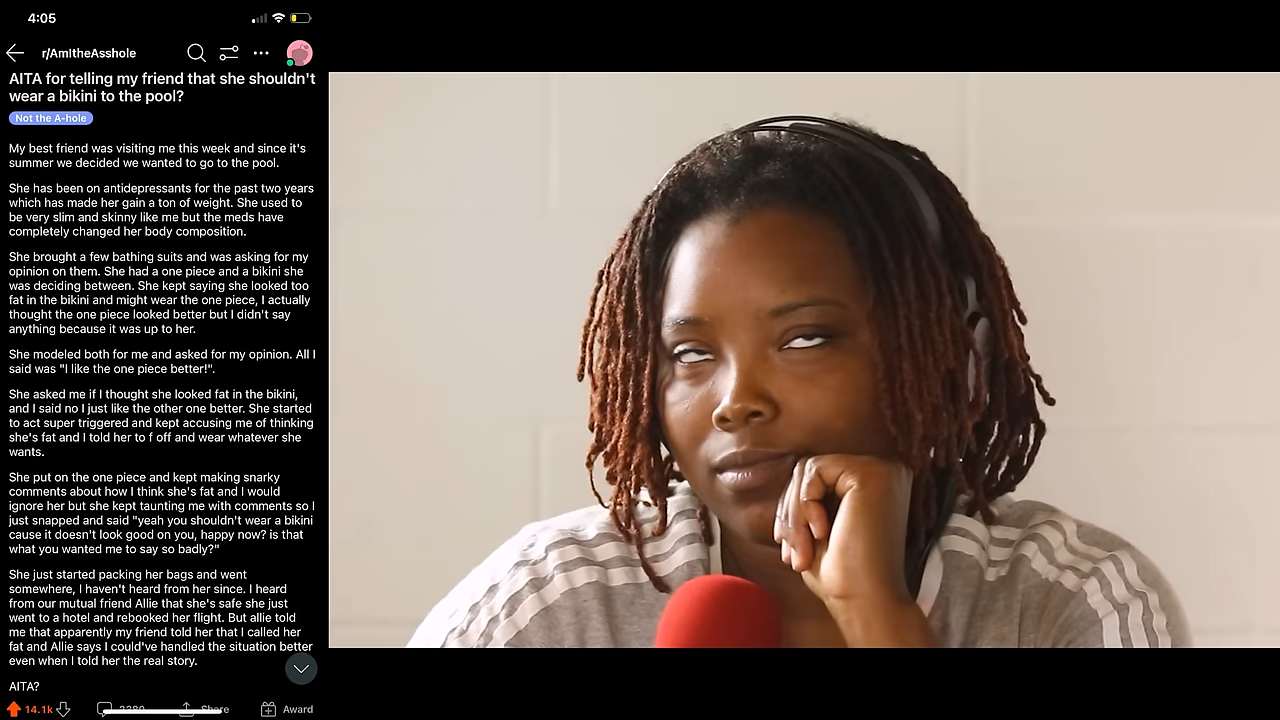 4:05
r/AmItheAsshole
AITA for telling my friend that she shouldn't
wear a bikini to the pool?
Not the A-hole
My best friend was visiting me this week and since it's
summer we decided we wanted to go to the pool.
She has been on antidepressants for the past two years
which has made her gain a ton of weight. She used to
be very slim and skinny like me but the meds have
completely changed her body composition.
She brought a few bathing suits and was asking for my
opinion on them. She had a one piece and a bikini she
was deciding between. She kept saying she looked too
fat in the bikini and might wear the one piece, I actually
thought the one piece looked better but I didn't say
anything because it was up to her.
She modeled both for me and asked for my opinion. All I
said was "I like the one piece better!".
She asked me if I thought she looked fat in the bikini,
and I said no I just like the other one better. She started
to act super triggered and kept accusing me of thinking
she's fat and I told her to f off and wear whatever she
wants.
She put on the one piece and kept making snarky
comments about how I think she's fat and I would
ignore her but she kept taunting me with comments so I
just snapped and said "yeah you shouldn't wear a bikini
cause it doesn't look good on you, happy now? is that
what you wanted me to say so badly?"
She just started packing her bags and went
somewhere, I haven't heard from her since. I heard
from our mutual friend Allie that she's safe she just
went to a hotel and rebooked her flight. But allie told
me that apparently my friend told her that I called her
fat and Allie says I could've handled the situation better
even when I told her the real story.
AITA?
14.1k Share Award